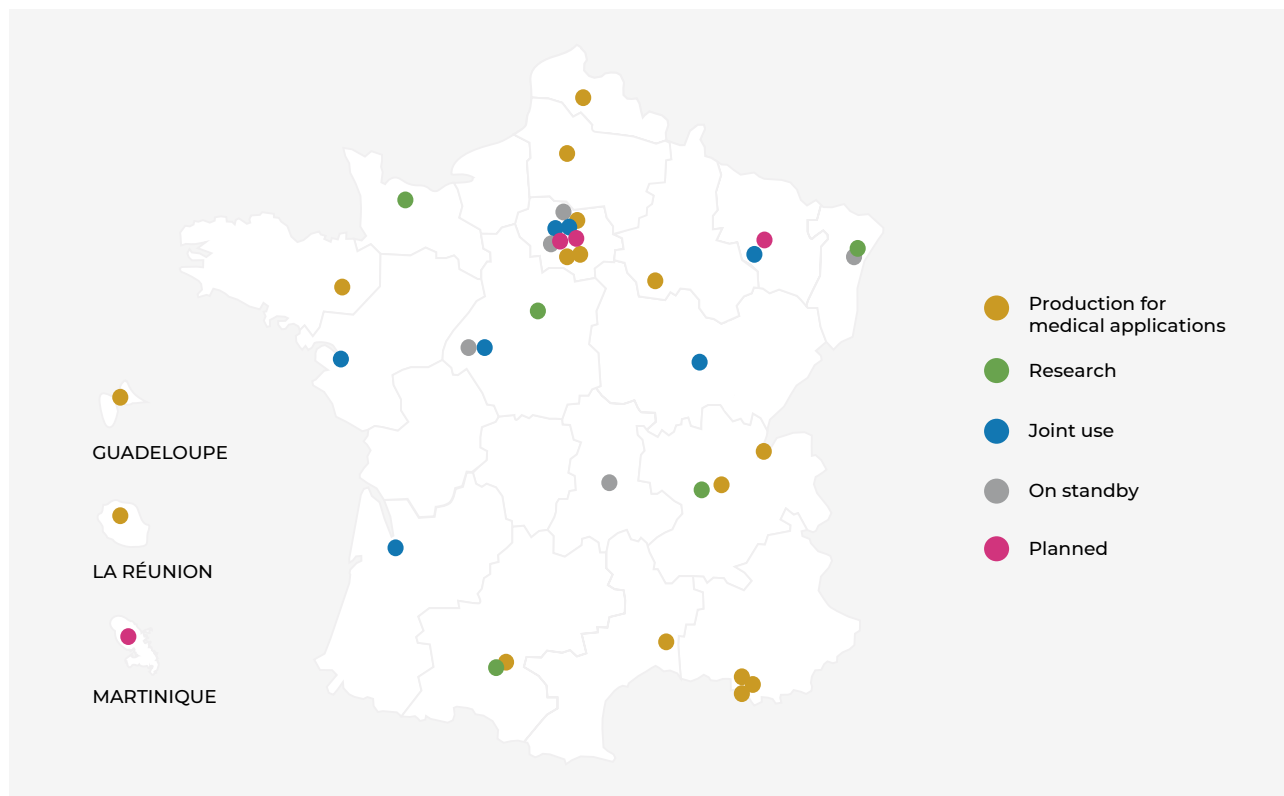 Production for
medical applications
Research
Joint use
On standby
Planned
GUADELOUPE
LA RÉUNION
MARTINIQUE